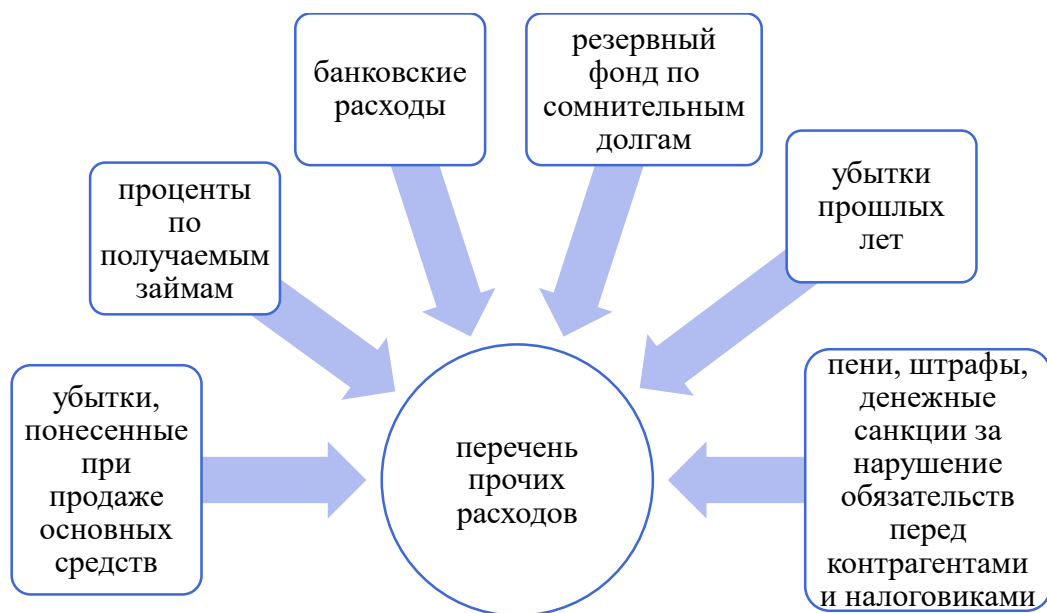 банковские
расходы
резервный
фонд по
сомнительным
долгам
проценты
по
получаемым
займам
убытки
прошлых
лет
убытки,
понесенные
при
продаже
основных
средств
перечень
прочих
расходов
пени, штрафы,
денежные
санкции за
нарушение
обязательств
перед
контрагентами
и налоговиками